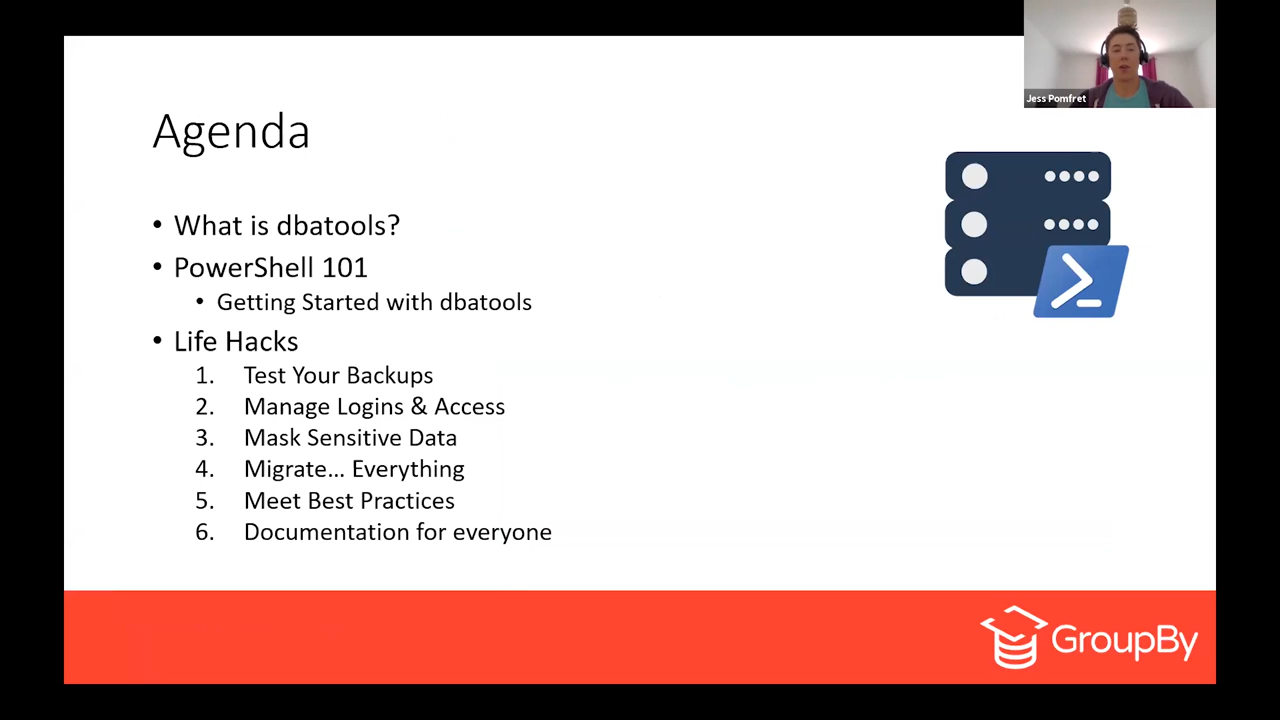 Jess Pomfret
Agenda
• What is dbatools?
• PowerShell 101
• Getting Started with dbatools
• Life Hacks
1. Test Your Backups
2. Manage Logins & Access
3. Mask Sensitive Data
4. Migrate... Everything
5. Meet Best Practices
6. Documentation for everyone
GroupBy